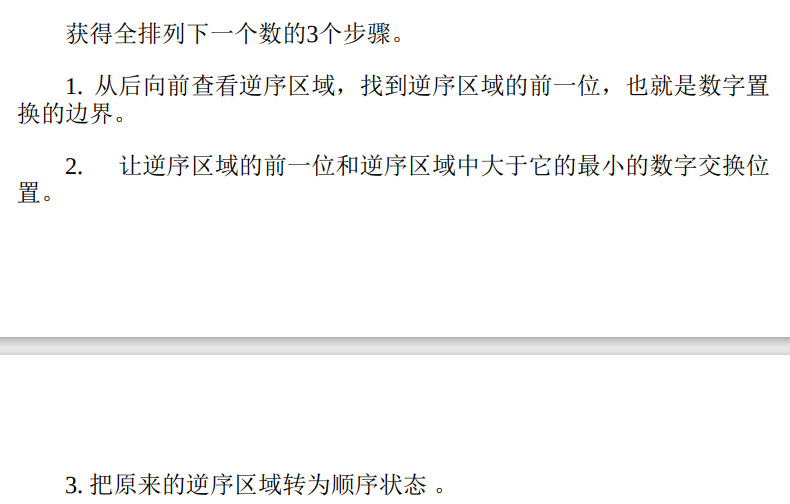 获得全排列下一个数的3个步骤。
1. 从后向前查看逆序区域，找到逆序区域的前一位，也就是数字置
换的边界。
2. 让逆序区域的前一位和逆序区域中大于它的最小的数字交换位
置。
3. 把原来的逆序区域转为顺序状态 。